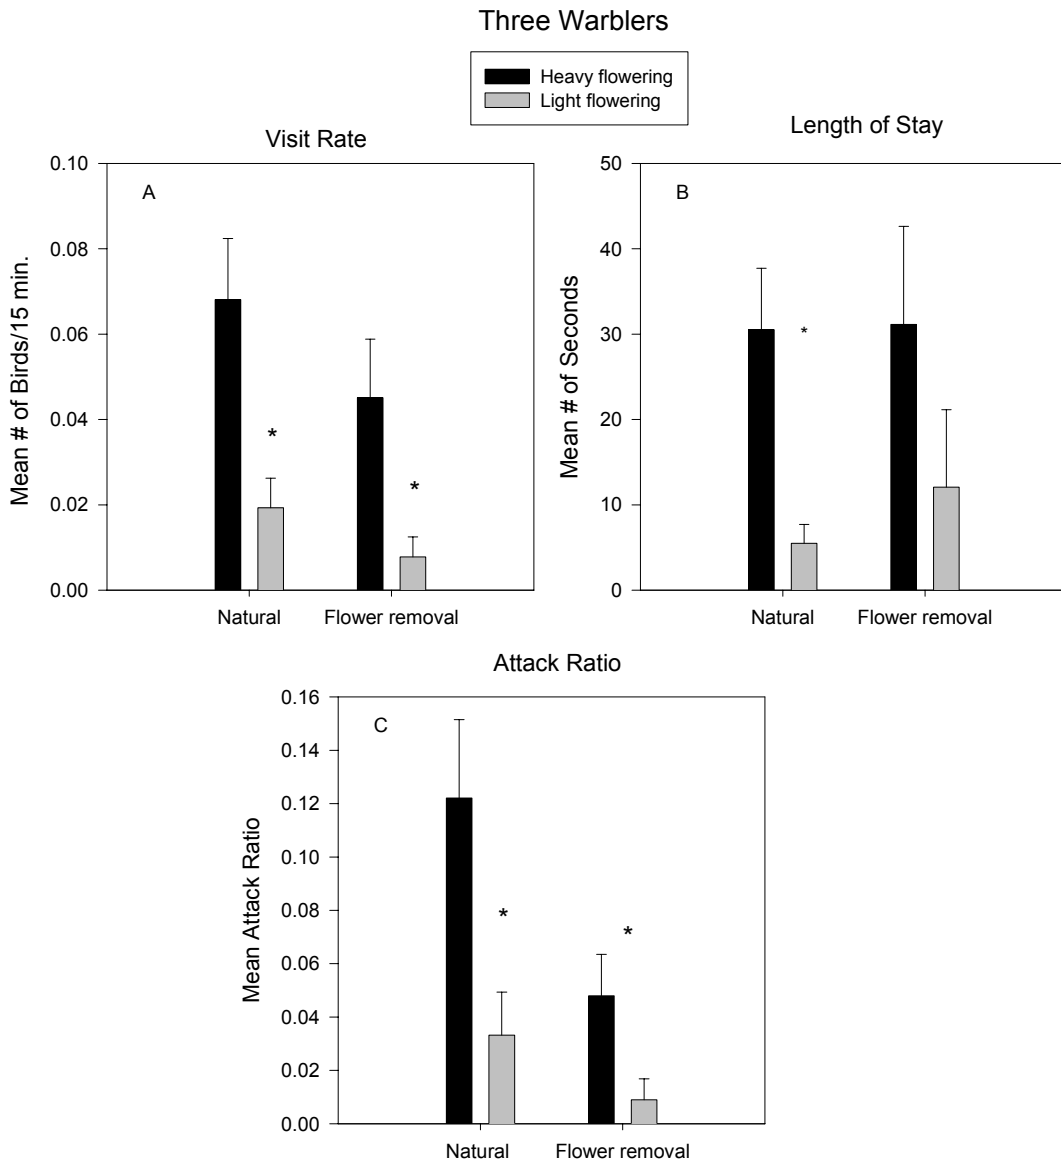 Three Warblers
Heavy flowering
Light flowering
Visit Rate
Mean # of Birds/15 min.
0.10
0.08
0.06
0.04
0.02
0.00
A
*
*
Natural Flower removal
Length of Stay
Mean # of Seconds
50
40
30
20
10
0
B
*
Natural Flower removal
Attack Ratio
Mean Attack Ratio
0.16
0.14
0.12
0.10
0.08
0.06
0.04
0.02
0.00
C
*
*
Natural Flower removal